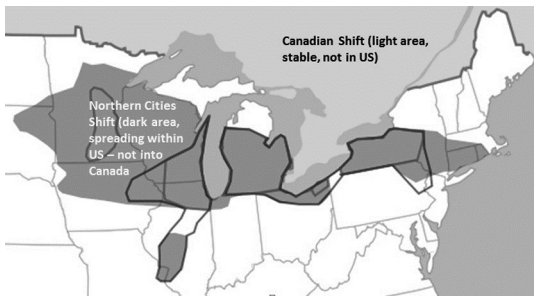 Canadian Shift (light area,
stable, not in US)
Northern Cities
Shift (dark area,
spreading within
US – not into
Canada